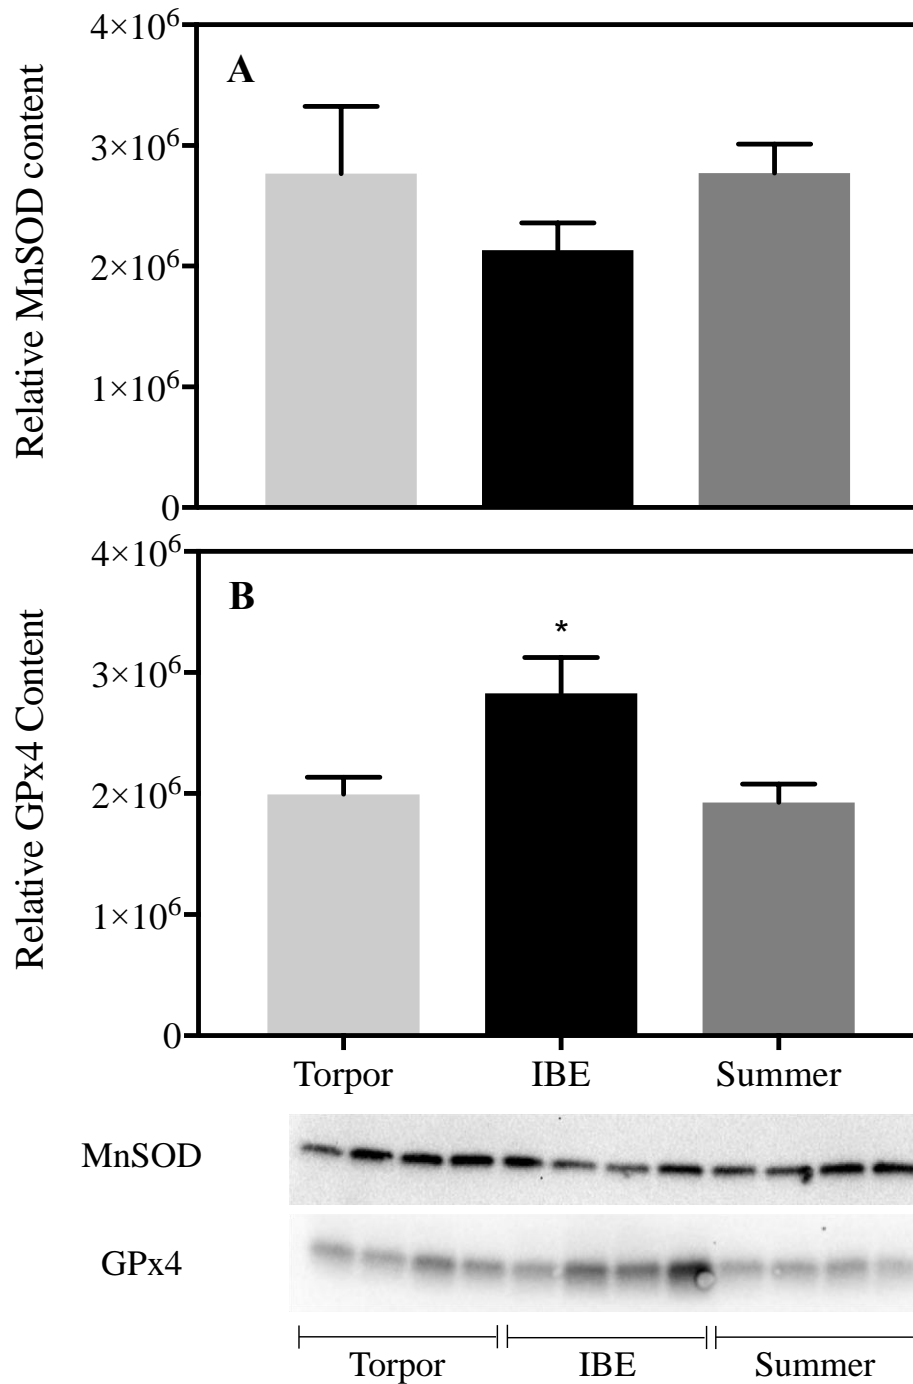 A
Relative MnSOD content
4×10⁶
3×10⁶
2×10⁶
1×10⁶
0
B
*
Relative GPx4 Content
4×10⁶
3×10⁶
2×10⁶
1×10⁶
0
Torpor IBE Summer
MnSOD
GPx4
Torpor IBE Summer